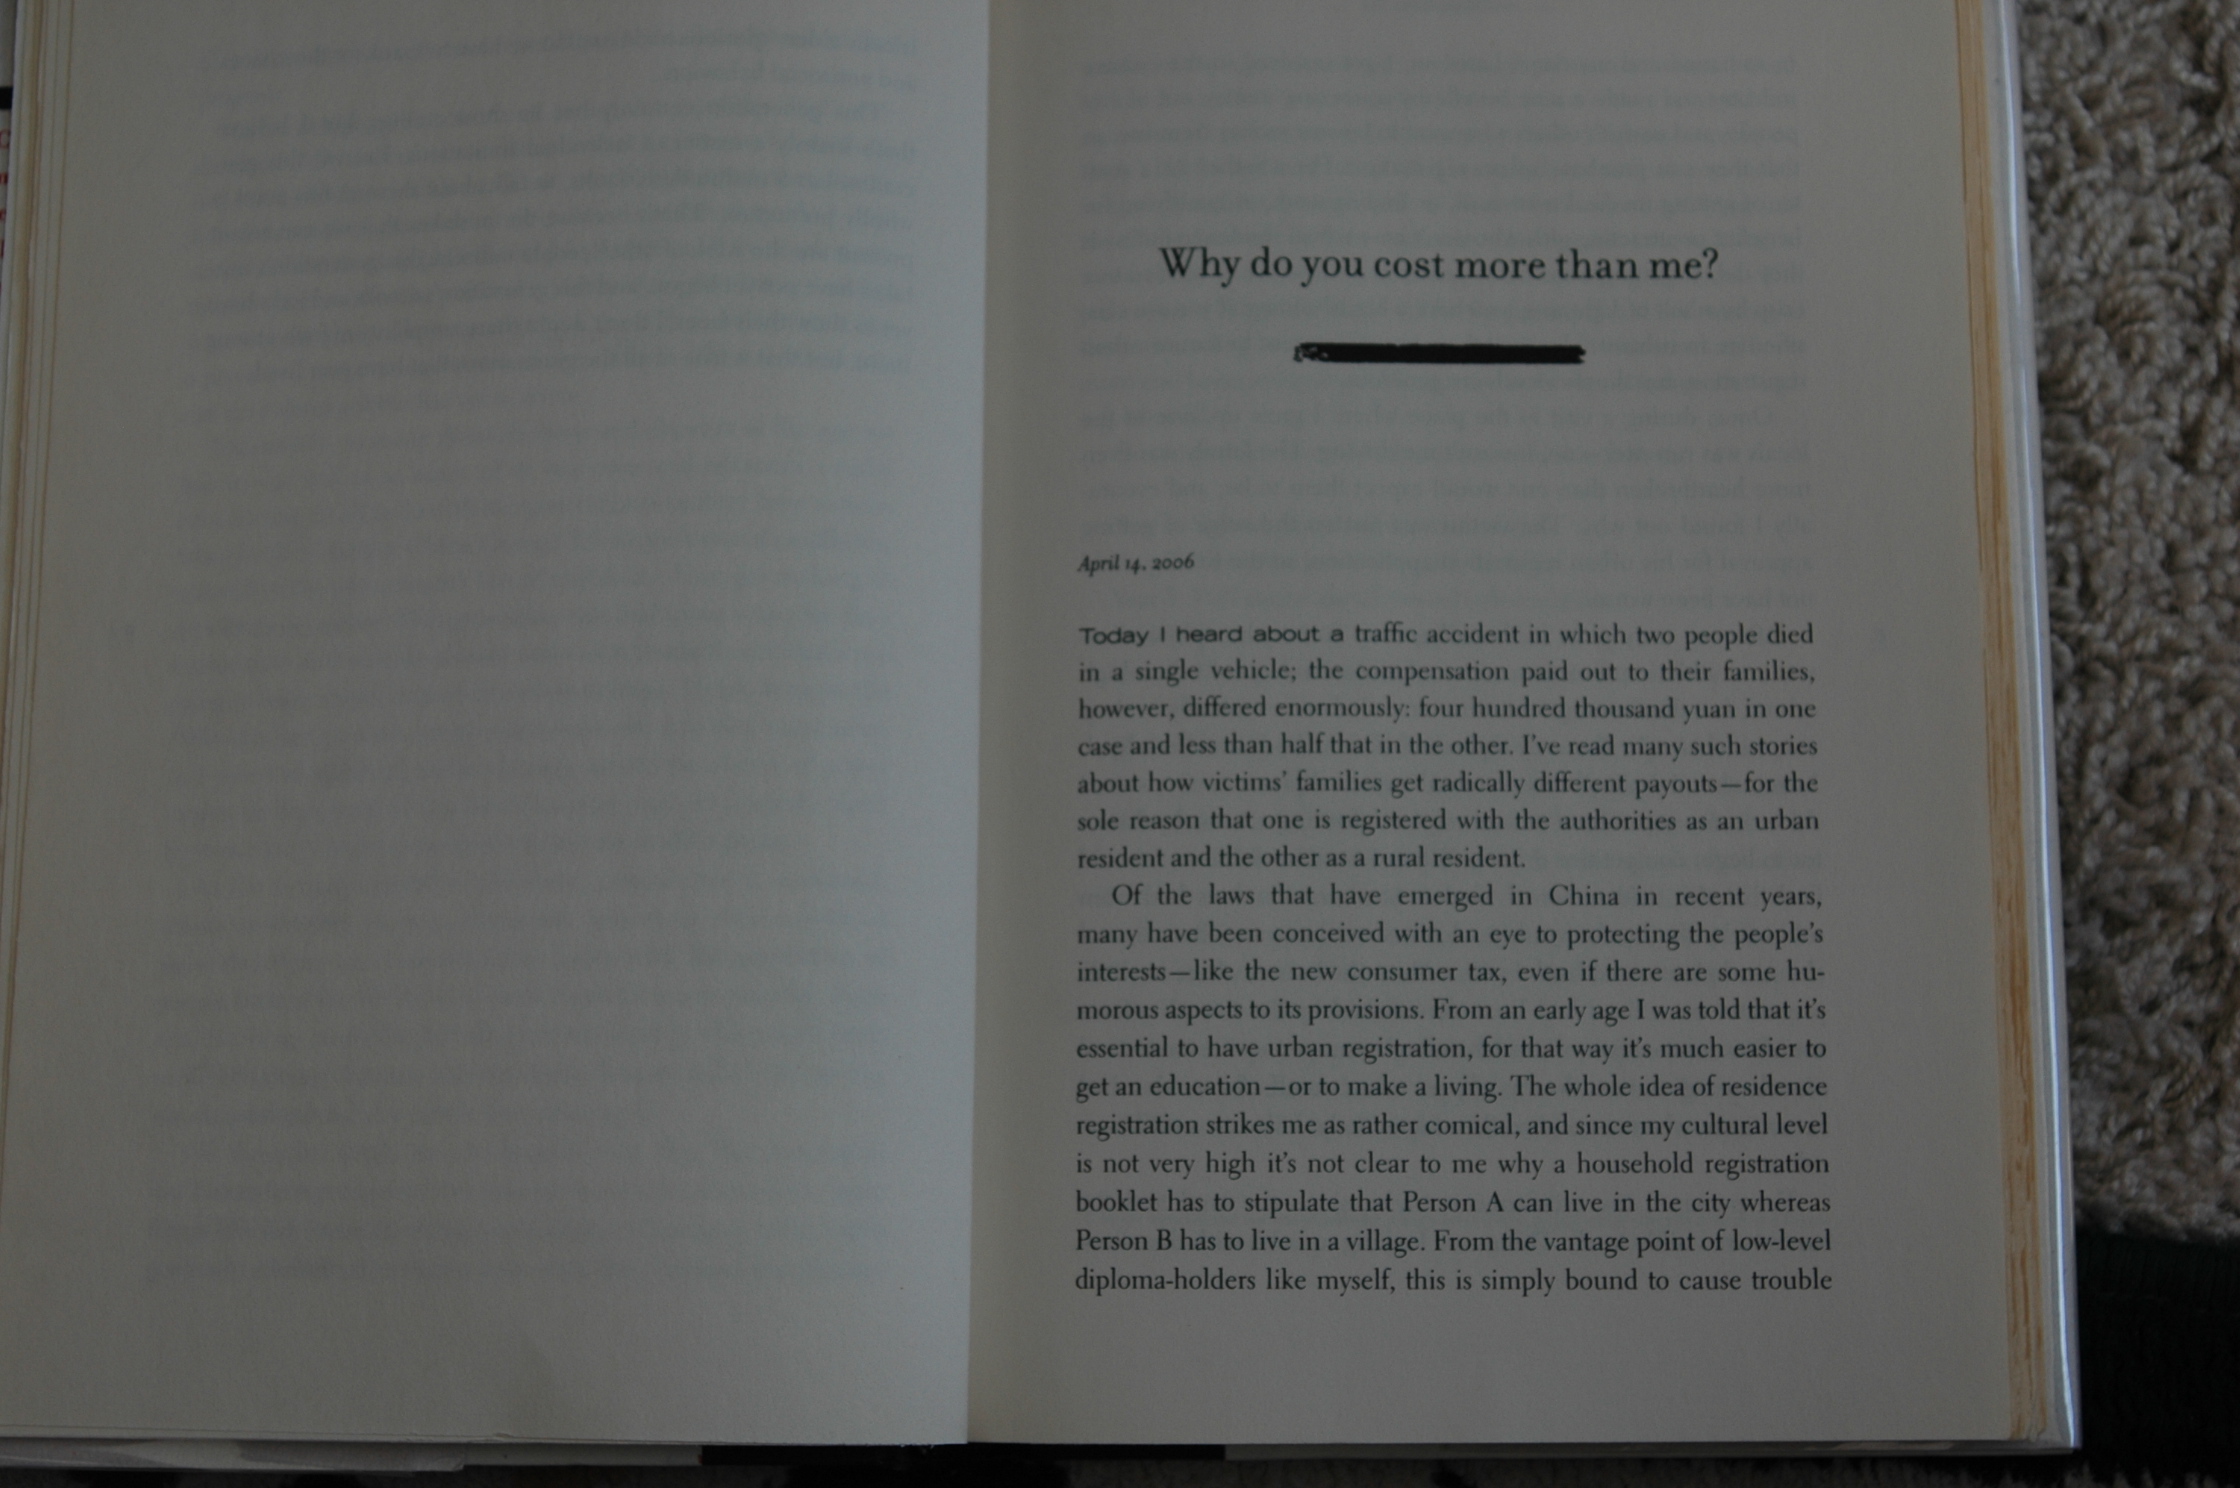 Why do you cost more than me?
April 14, 2006
Today I heard about a traffic accident in which two people died
in a single vehicle; the compensation paid out to their families,
however, differed enormously: four hundred thousand yuan in one
case and less than half that in the other. I've read many such stories
about how victims' families get radically different payouts—for the
sole reason that one is registered with the authorities as an urban
resident and the other as a rural resident.
Of the laws that have emerged in China in recent years,
many have been conceived with an eye to protecting the people's
interests—like the new consumer tax, even if there are some hu-
morous aspects to its provisions. From an early age I was told that it's
essential to have urban registration, for that way it's much easier to
get an education—or to make a living. The whole idea of residence
registration strikes me as rather comical, and since my cultural level
is not very high it's not clear to me why a household registration
booklet has to stipulate that Person A can live in the city whereas
Person B has to live in a village. From the vantage point of low-level
diploma-holders like myself, this is simply bound to cause trouble